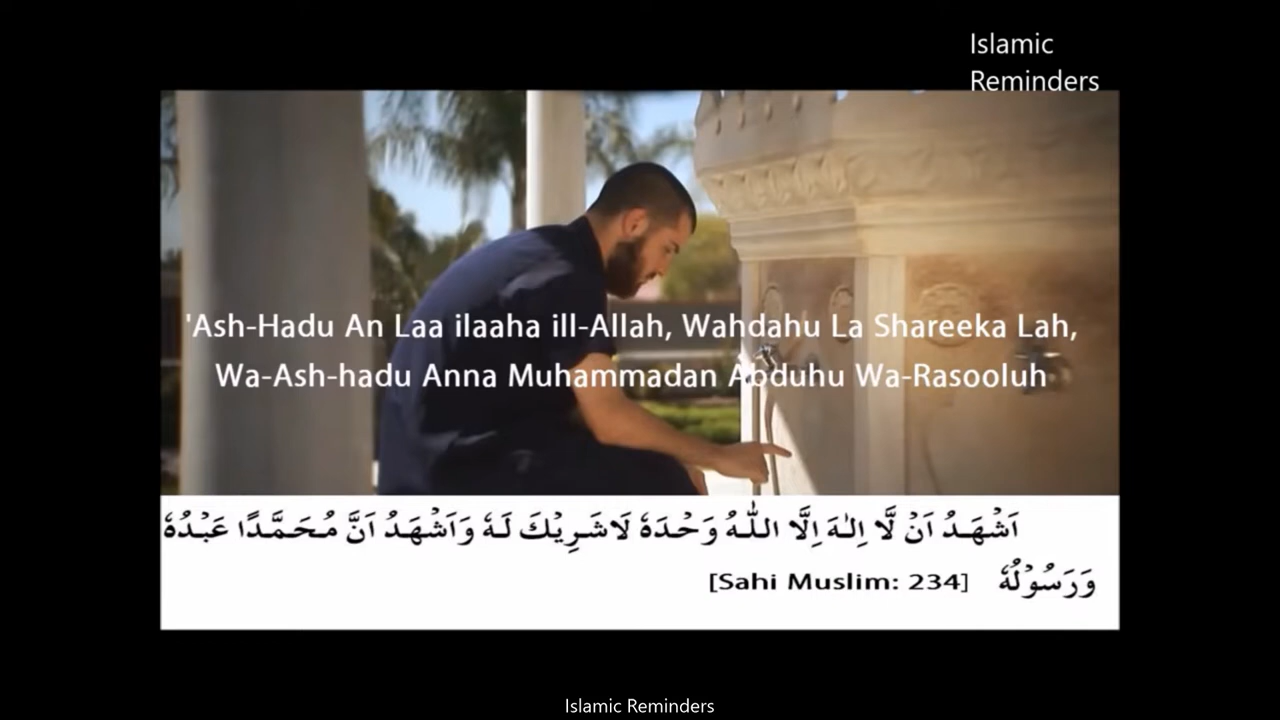 Islamic
Reminders
'Ash-Hadu An Laa ilaaha ill-Allah, Wahdahu La Shareeka Lah,
Wa-Ash-hadu Anna Muhammadan Abduhu Wa-Rasooluh
اَشْهَدُ اَنْ لَّا اِلٰهَ اِلَّا اللّٰهُ وَحْدَهٗ لَاشَرِيْكَ لَهٗ وَاَشْهَدُ اَنَّ مُحَمَّدًا عَبْدُهٗ
وَرَسُوْلُهٗ [Sahi Muslim: 234]
Islamic Reminders